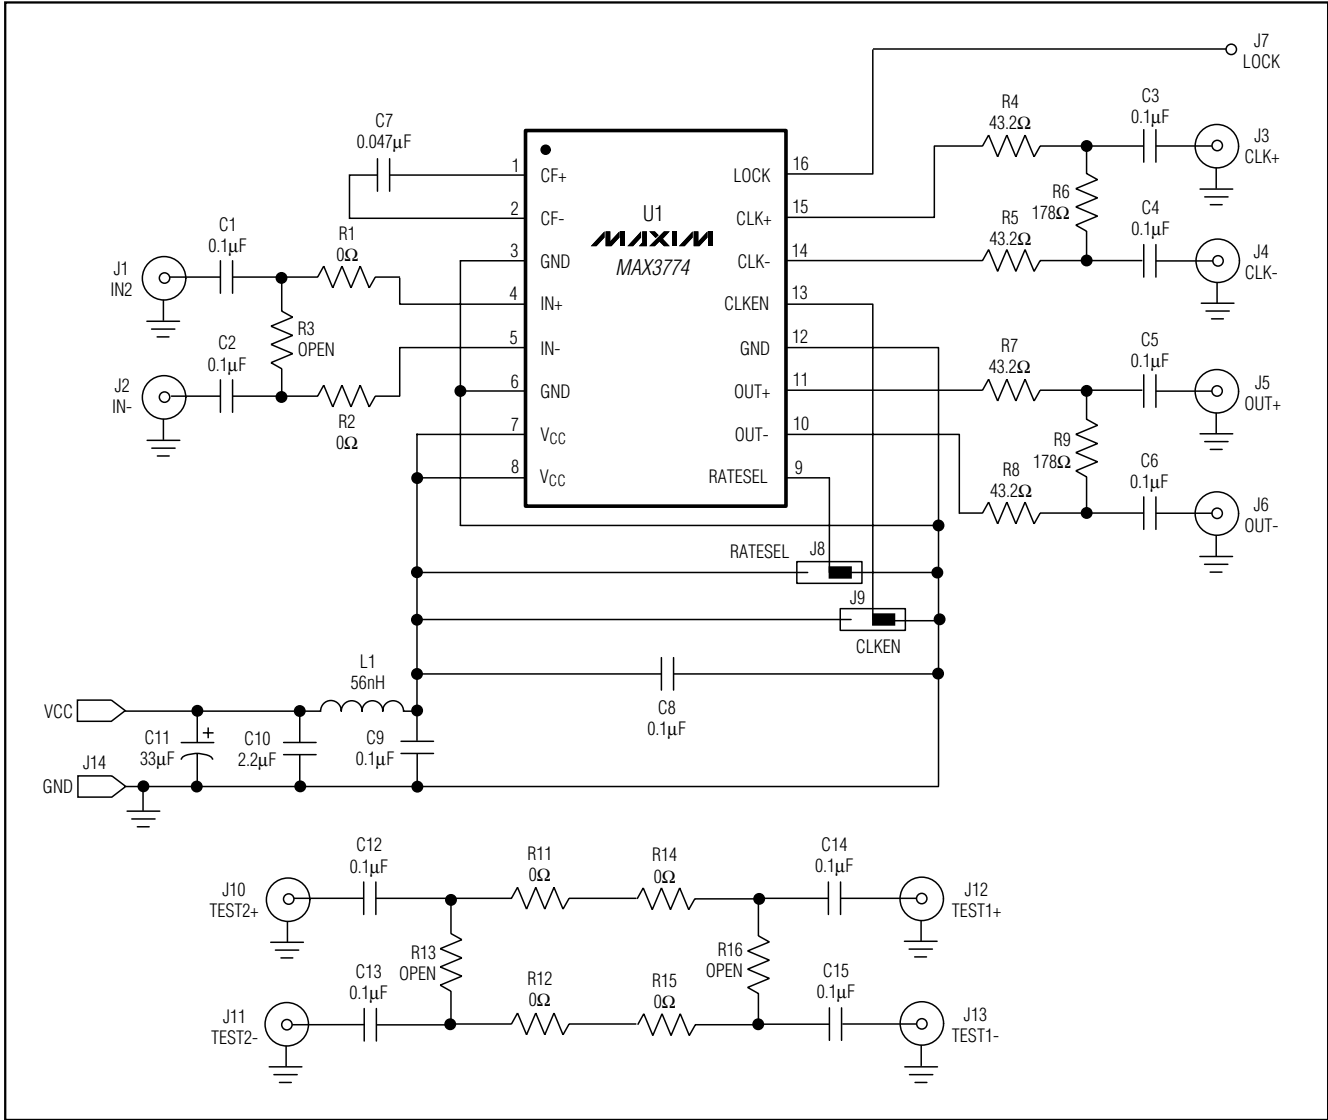 J7
LOCK
C7
0.047µF
R4
43.2Ω
C3
0.1µF
J3
CLK+
1
CF+
2
CF-
3
GND
4
IN+
5
IN-
6
GND
7
VCC
8
VCC
U1
MAXIM
MAX3774
16
LOCK
15
CLK+
14
CLK-
13
CLKEN
12
GND
11
OUT+
10
OUT-
9
RATESEL
R6
178Ω
R5
43.2Ω
C4
0.1µF
J4
CLK-
J1
IN2
C1
0.1µF
R1
0Ω
R3
OPEN
J2
IN-
C2
0.1µF
R2
0Ω
R7
43.2Ω
C5
0.1µF
J5
OUT+
R9
178Ω
R8
43.2Ω
C6
0.1µF
J6
OUT-
RATESEL
J8
J9
CLKEN
L1
56nH
C8
0.1µF
VCC
C11
33µF
+
C10
2.2µF
C9
0.1µF
J14
GND
J10
TEST2+
C12
0.1µF
R11
0Ω
R14
0Ω
C14
0.1µF
J12
TEST1+
R13
OPEN
R16
OPEN
J11
TEST2-
C13
0.1µF
R12
0Ω
R15
0Ω
C15
0.1µF
J13
TEST1-